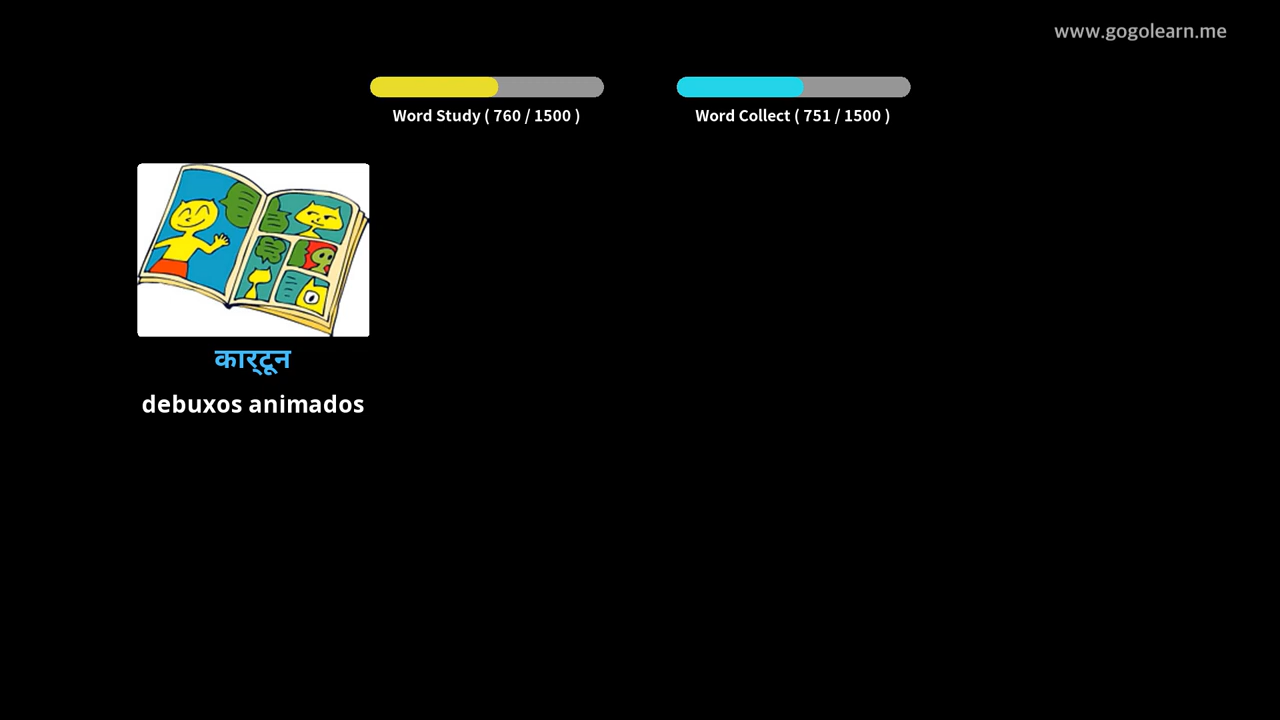 www.gogolearn.me
Word Study ( 760 / 1500 )
Word Collect ( 751 / 1500 )
कार्‍टून
debuxos animados